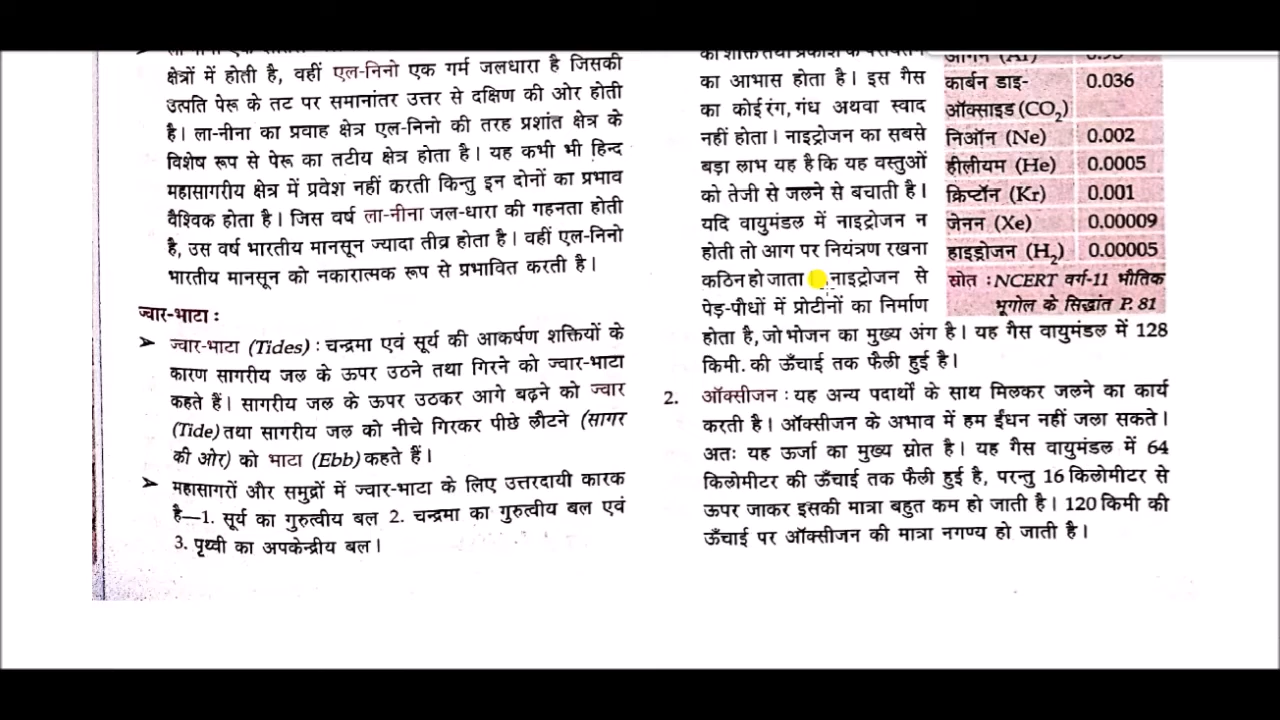 क्षेत्रों में होती है, वहीं एल-निनो एक गर्म जलधारा है जिसकी
उत्पति पेरू के तट पर समानांतर उत्तर से दक्षिण की ओर होती
है। ला-नीना का प्रवाह क्षेत्र एल-निनो की तरह प्रशांत क्षेत्र के
विशेष रूप से पेरू का तटीय क्षेत्र होता है। यह कभी भी हिन्द
महासागरीय क्षेत्र में प्रवेश नहीं करती किन्तु इन दोनों का प्रभाव
वैश्विक होता है। जिस वर्ष ला-नीना जल-धारा की गहनता होती
है, उस वर्ष भारतीय मानसून ज्यादा तीव्र होता है। वहीं एल-निनो
भारतीय मानसून को नकारात्मक रूप से प्रभावित करती है।
ज्वार-भाटा :
➤ ज्वार-भाटा (Tides) : चन्द्रमा एवं सूर्य की आकर्षण शक्तियों के
कारण सागरीय जल के ऊपर उठने तथा गिरने को ज्वार-भाटा
कहते हैं। सागरीय जल के ऊपर उठकर आगे बढ़ने को ज्वार
(Tide) तथा सागरीय जल को नीचे गिरकर पीछे लौटने (सागर
की ओर) को भाटा (Ebb) कहते हैं।
➤ महासागरों और समुद्रों में ज्वार-भाटा के लिए उत्तरदायी कारक
है—1. सूर्य का गुरुत्वीय बल 2. चन्द्रमा का गुरुत्वीय बल एवं
3. पृथ्वी का अपकेन्द्रीय बल।
का आभास होता है। इस गैस
का कोई रंग, गंध अथवा स्वाद
नहीं होता। नाइट्रोजन का सबसे
बड़ा लाभ यह है कि यह वस्तुओं
को तेजी से जलने से बचाती है।
यदि वायुमंडल में नाइट्रोजन न
होती तो आग पर नियंत्रण रखना
कठिन हो जाता नाइट्रोजन से
पेड़-पौधों में प्रोटीनों का निर्माण
होता है, जो भोजन का मुख्य अंग है। यह गैस वायुमंडल में 128
किमी. की ऊँचाई तक फैली हुई है।
कार्बन डाइ- 0.036
ऑक्साइड (CO₂)
निऑन (Ne) 0.002
हीलीयम (He) 0.0005
क्रिप्टॉन (Kr) 0.001
जेनन (Xe) 0.00009
हाइड्रोजन (H₂) 0.00005
स्रोत : NCERT वर्ग-11 भौतिक
भूगोल के सिद्धांत P. 81
2. ऑक्सीजन : यह अन्य पदार्थों के साथ मिलकर जलने का कार्य
करती है। ऑक्सीजन के अभाव में हम ईंधन नहीं जला सकते।
अतः यह ऊर्जा का मुख्य स्रोत है। यह गैस वायुमंडल में 64
किलोमीटर की ऊँचाई तक फैली हुई है, परन्तु 16 किलोमीटर से
ऊपर जाकर इसकी मात्रा बहुत कम हो जाती है। 120 किमी की
ऊँचाई पर ऑक्सीजन की मात्रा नगण्य हो जाती है।